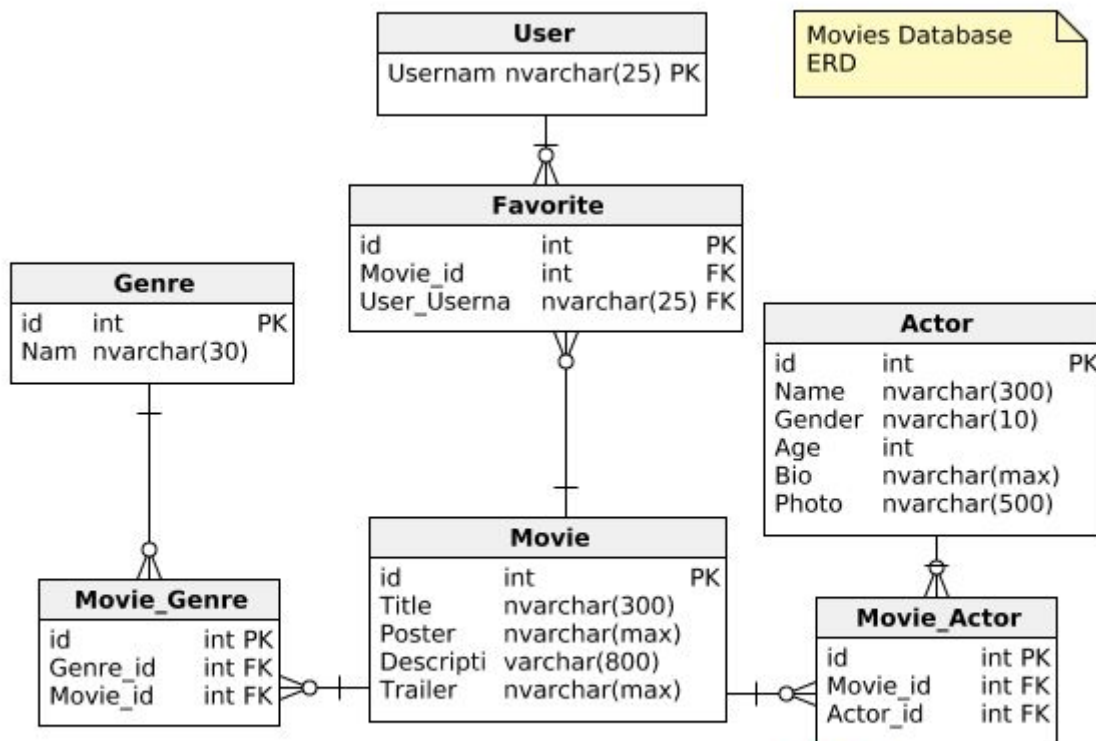 User
Usernam nvarchar(25) PK
Movies Database
ERD
Favorite
id int PK
Movie_id int FK
User_Userna nvarchar(25) FK
Genre
id int PK
Nam nvarchar(30)
Actor
id int PK
Name nvarchar(300)
Gender nvarchar(10)
Age int
Bio nvarchar(max)
Photo nvarchar(500)
Movie
id int PK
Title nvarchar(300)
Poster nvarchar(max)
Descripti varchar(800)
Trailer nvarchar(max)
Movie_Genre
id int PK
Genre_id int FK
Movie_id int FK
Movie_Actor
id int PK
Movie_id int FK
Actor_id int FK